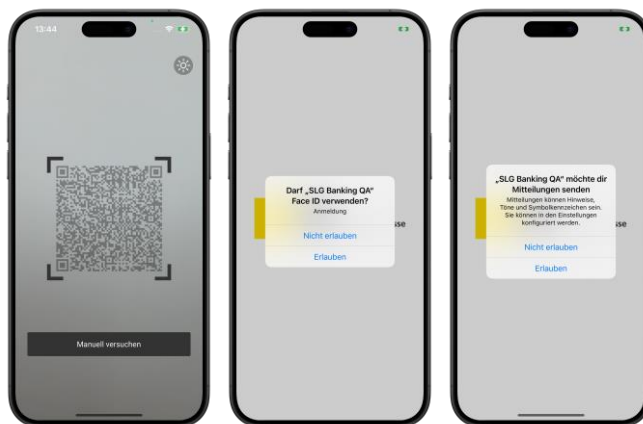 13:44
Manuell versuchen
Darf „SLG Banking QA“
Face ID verwenden?
Anmeldung
Nicht erlauben
Erlauben
sse
„SLG Banking QA“ möchte dir
Mitteilungen senden
Mitteilungen können Hinweise,
Töne und Symbolkennzeichen sein.
Sie können in den Einstellungen
konfiguriert werden.
Nicht erlauben
Erlauben
sse